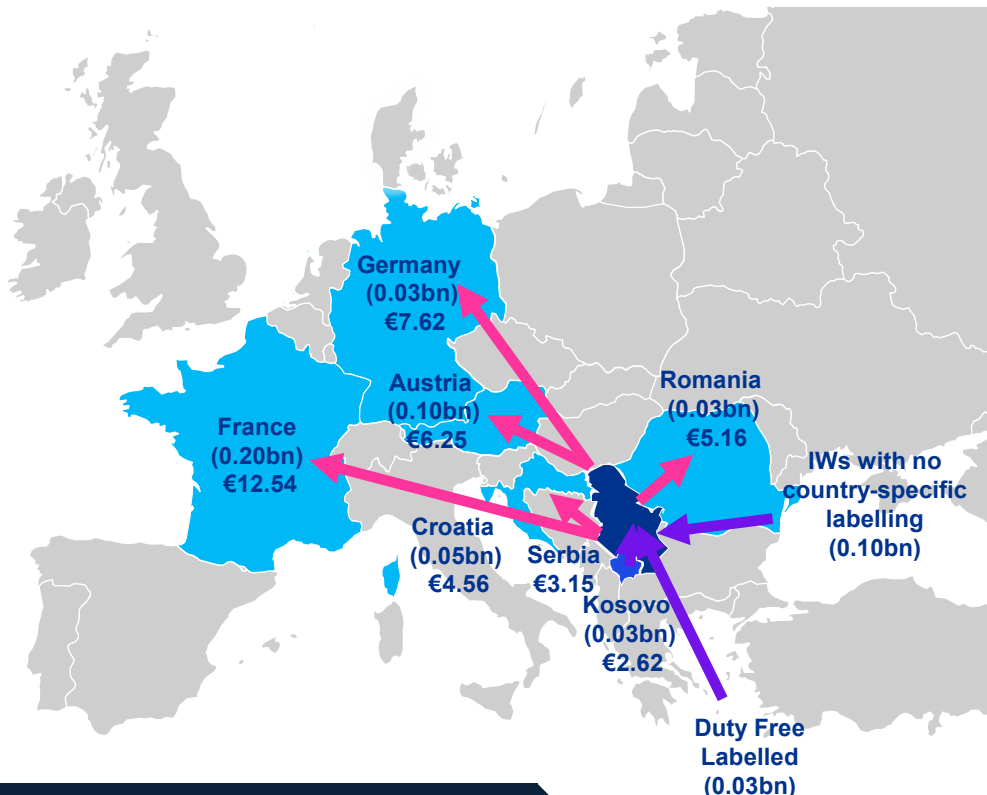 Germany
(0.03bn)
€7.62
Austria
(0.10bn)
€6.25
Romania
(0.03bn)
€5.16
France
(0.20bn)
€12.54
IWs with no
country-specific
labelling
(0.10bn)
Croatia
(0.05bn)
€4.56
Serbia
€3.15
Kosovo
(0.03bn)
€2.62
Duty Free
Labelled
(0.03bn)